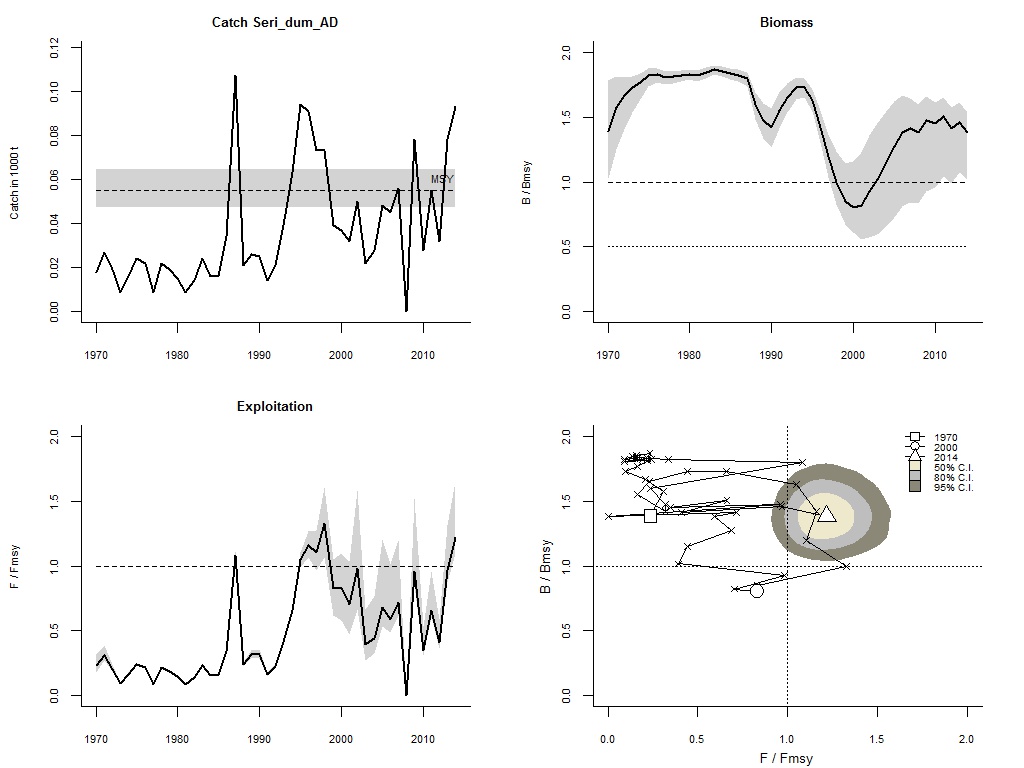 Catch Seri_dum_AD
Catch in 1000 t
0.00 0.02 0.04 0.06 0.08 0.10 0.12
MSY
1970 1980 1990 2000 2010
Biomass
B / Bmsy
0.0 0.5 1.0 1.5 2.0
1970 1980 1990 2000 2010
Exploitation
F / Fmsy
0.0 0.5 1.0 1.5 2.0
1970 1980 1990 2000 2010
B / Bmsy
0.0 0.5 1.0 1.5 2.0
1970
2000
2014
50% C.I.
80% C.I.
95% C.I.
0.0 0.5 1.0 1.5 2.0
F / Fmsy